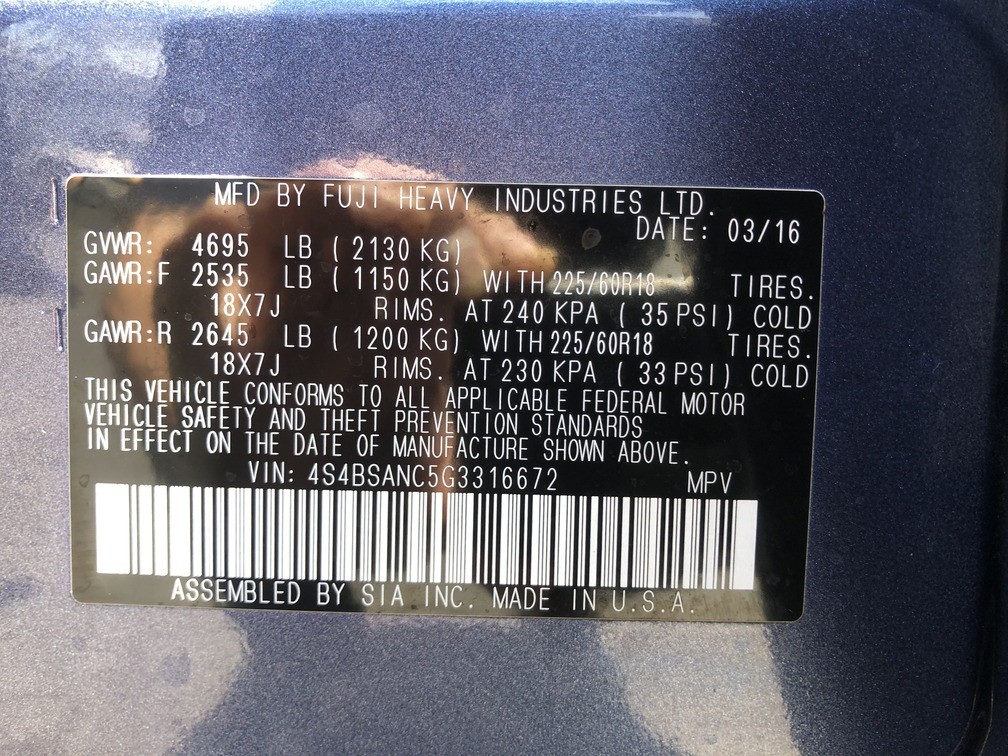 MFD BY FUJI HEAVY INDUSTRIES LTD.
DATE: 03/16
GVWR: 4695 LB ( 2130 KG)
GAWR:F 2535 LB ( 1150 KG) WITH 225/60R18 TIRES.
18X7J RIMS. AT 240 KPA ( 35 PSI) COLD
GAWR:R 2645 LB ( 1200 KG) WITH 225/60R18 TIRES.
18X7J RIMS. AT 230 KPA ( 33 PSI) COLD
THIS VEHICLE CONFORMS TO ALL APPLICABLE FEDERAL MOTOR
VEHICLE SAFETY AND THEFT PREVENTION STANDARDS
IN EFFECT ON THE DATE OF MANUFACTURE SHOWN ABOVE.
VIN: 4S4BSANC5G3316672 MPV
ASSEMBLED BY SIA INC. MADE IN U.S.A.